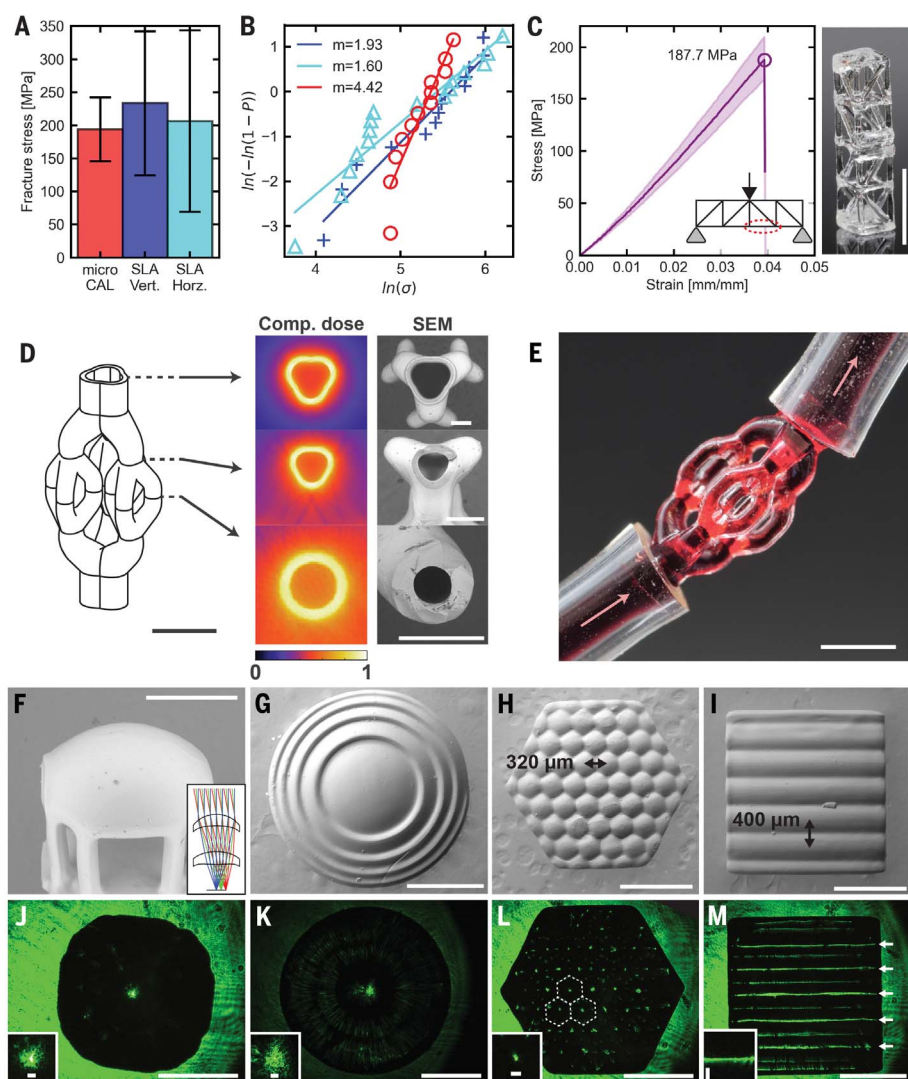 A
350
300
250
200
150
100
50
0
Fracture stress [MPa]
micro CAL
SLA Vert.
SLA Horz.
B
m=1.93
m=1.60
m=4.42
1
0
−1
−2
−3
ln(−ln(1 − P))
4
5
6
ln(σ)
C
187.7 MPa
200
150
100
50
0
Stress [MPa]
0.00
0.01
0.02
0.03
0.04
0.05
Strain [mm/mm]
D
Comp. dose
SEM
0
1
E
F
G
H
320 µm
I
400 µm
J
K
L
M